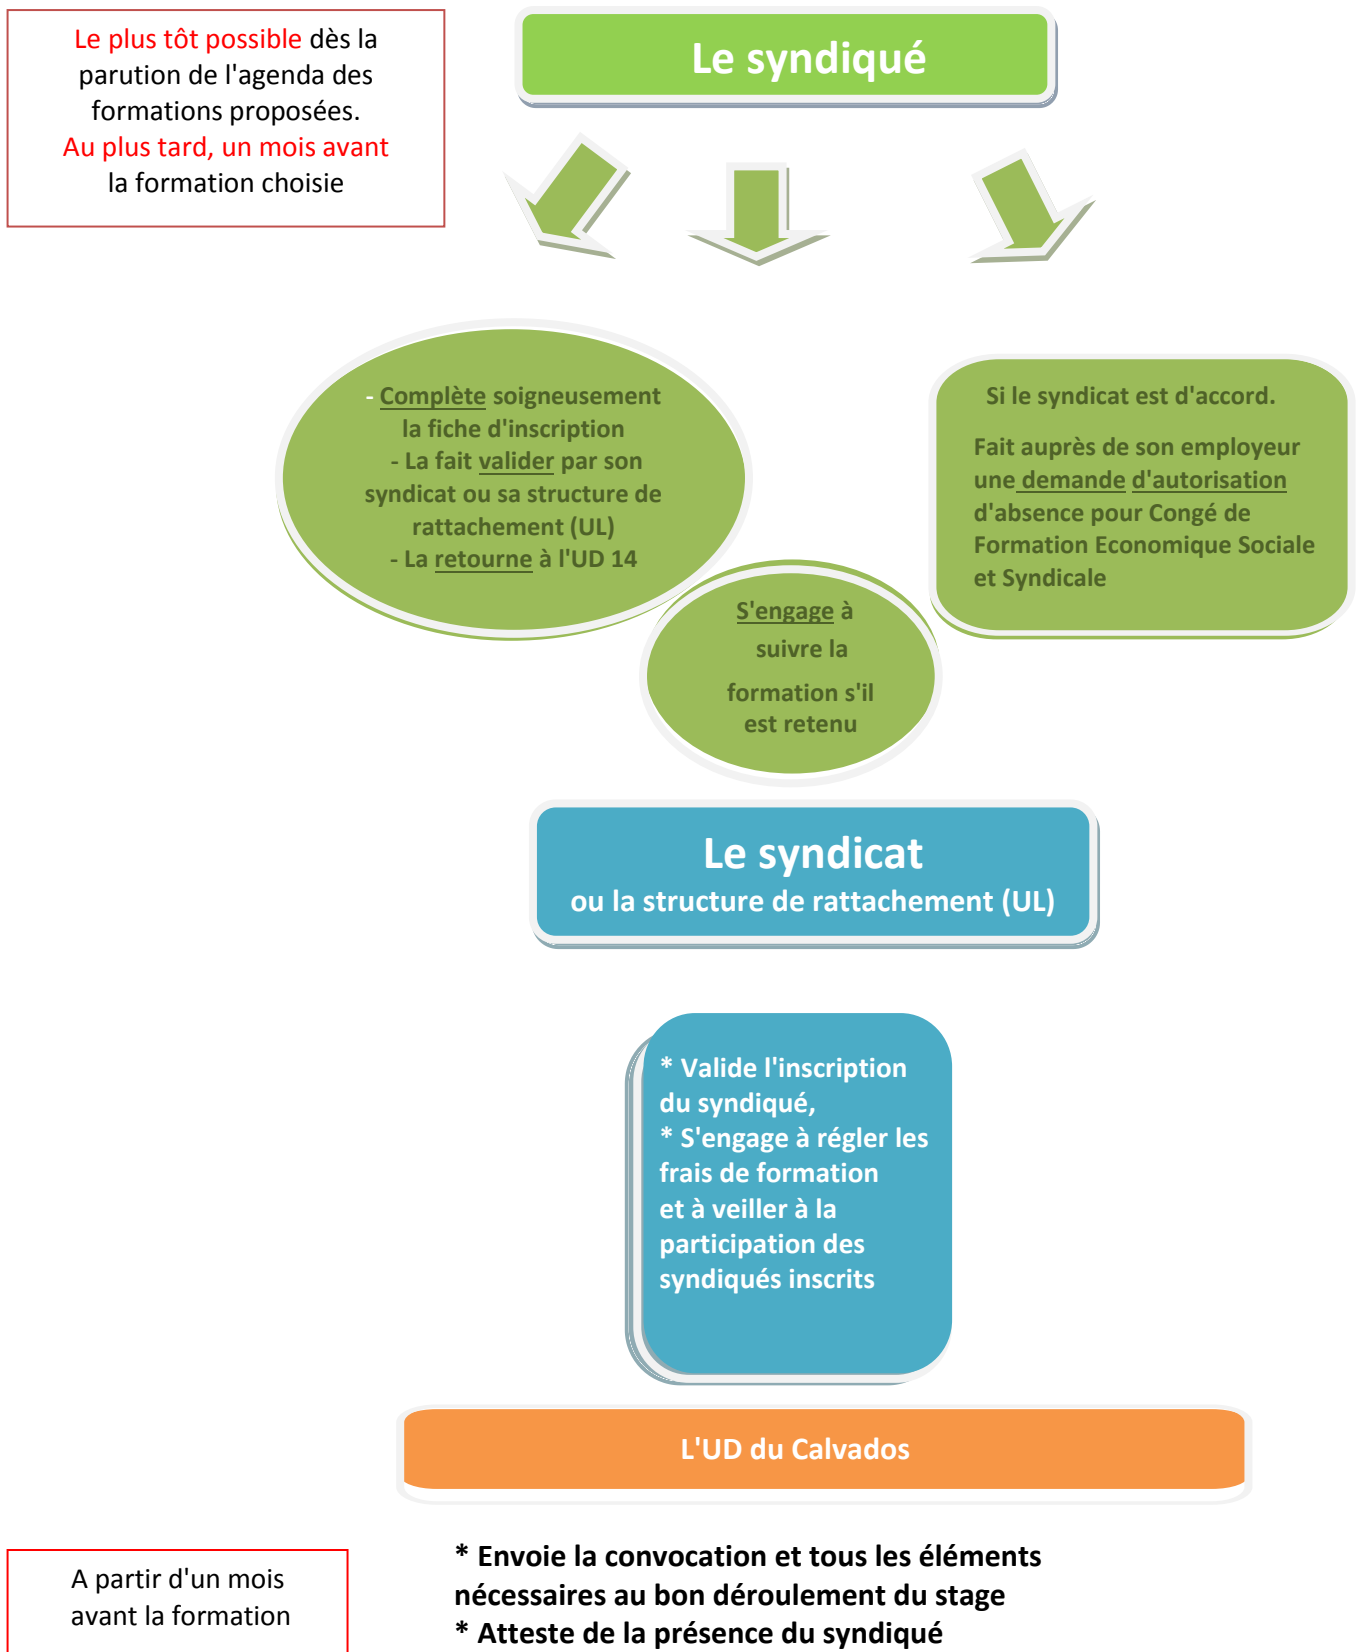 Le plus tôt possible dès la
parution de l'agenda des
formations proposées.
Au plus tard, un mois avant
la formation choisie
Le syndiqué
- Complète soigneusement
la fiche d'inscription
- La fait valider par son
syndicat ou sa structure de
rattachement (UL)
- La retourne à l'UD 14
Si le syndicat est d'accord.
Fait auprès de son employeur
une demande d'autorisation
d'absence pour Congé de
Formation Economique Sociale
et Syndicale
S'engage à
suivre la
formation s'il
est retenu
Le syndicat
ou la structure de rattachement (UL)
* Valide l'inscription
du syndiqué,
* S'engage à régler les
frais de formation
et à veiller à la
participation des
syndiqués inscrits
L'UD du Calvados
A partir d'un mois
avant la formation
* Envoie la convocation et tous les éléments
nécessaires au bon déroulement du stage
* Atteste de la présence du syndiqué